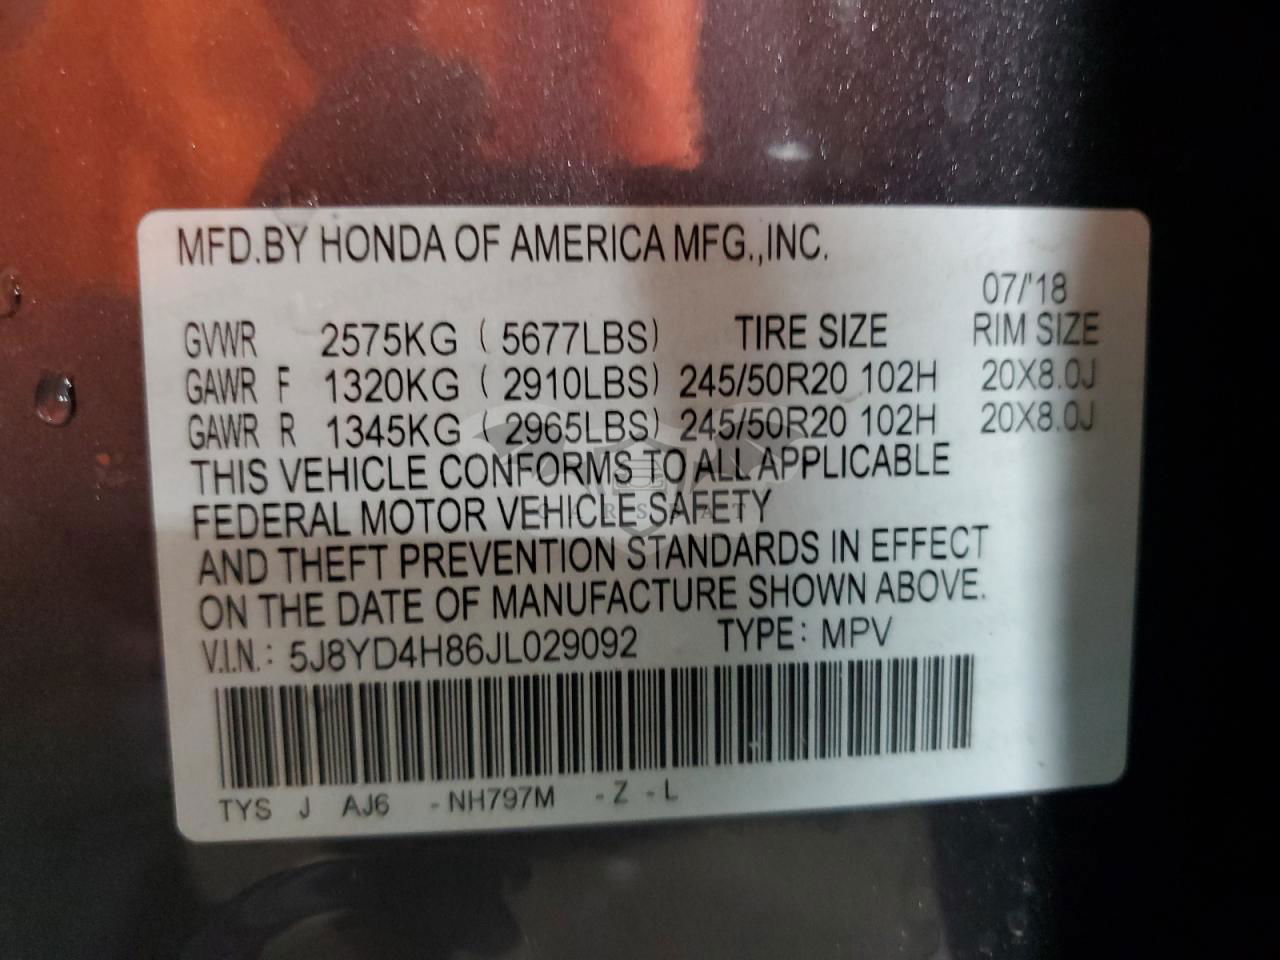 MFD.BY HONDA OF AMERICA MFG.,INC.
07/'18
GVWR 2575KG ( 5677LBS) TIRE SIZE RIM SIZE
GAWR F 1320KG ( 2910LBS) 245/50R20 102H 20X8.0J
GAWR R 1345KG ( 2965LBS) 245/50R20 102H 20X8.0J
THIS VEHICLE CONFORMS TO ALL APPLICABLE
FEDERAL MOTOR VEHICLE SAFETY
AND THEFT PREVENTION STANDARDS IN EFFECT
ON THE DATE OF MANUFACTURE SHOWN ABOVE.
V.I.N.: 5J8YD4H86JL029092 TYPE: MPV
TYS J AJ6 -NH797M -Z -L